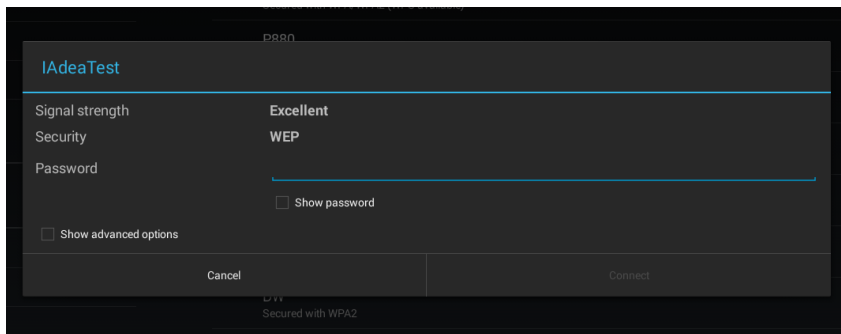 P880
IAdeaTest
Signal strength Excellent
Security WEP
Password
Show password
Show advanced options
Cancel Connect
DW
Secured with WPA2